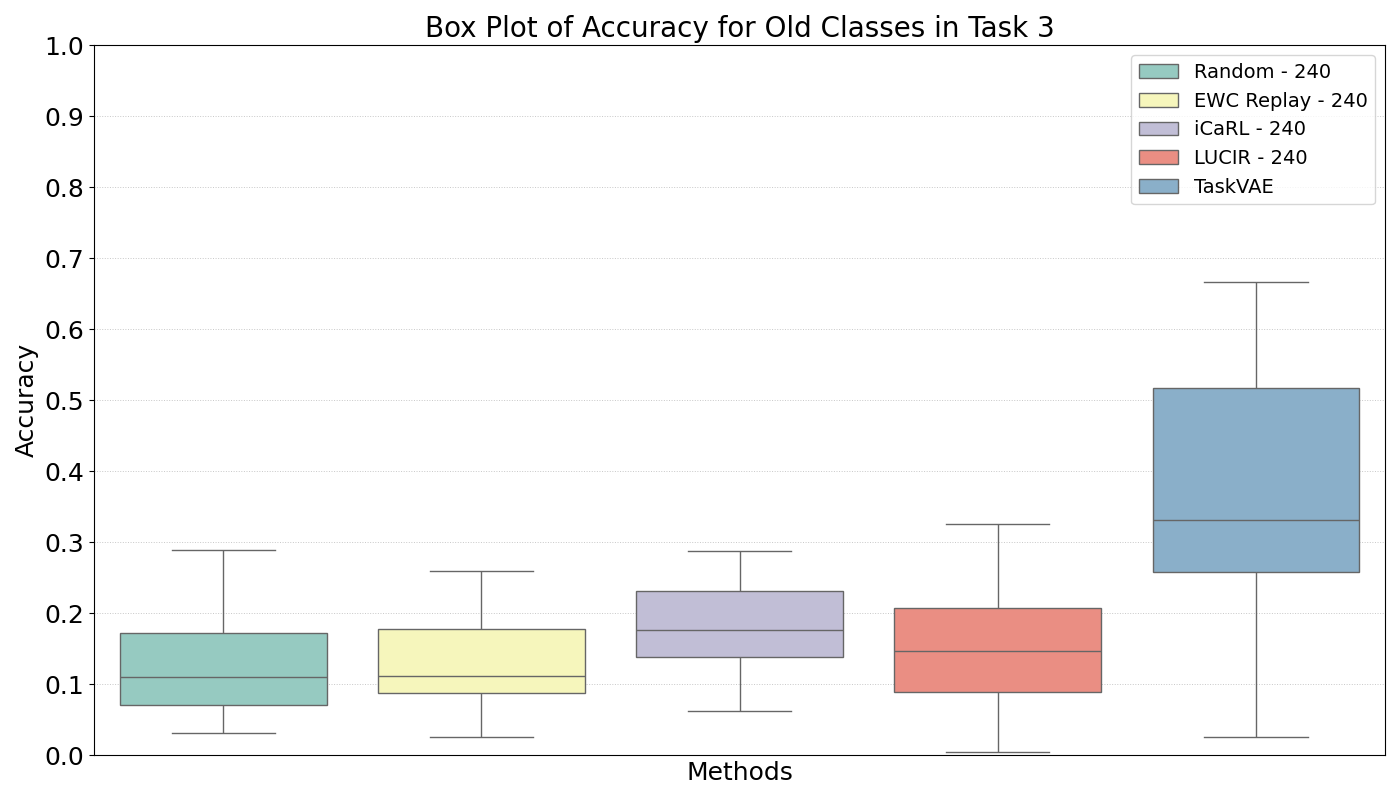 Box Plot of Accuracy for Old Classes in Task 3
1.0
0.9
0.8
0.7
0.6
0.5
0.4
0.3
0.2
0.1
0.0
Accuracy
Methods
Random - 240
EWC Replay - 240
iCaRL - 240
LUCIR - 240
TaskVAE